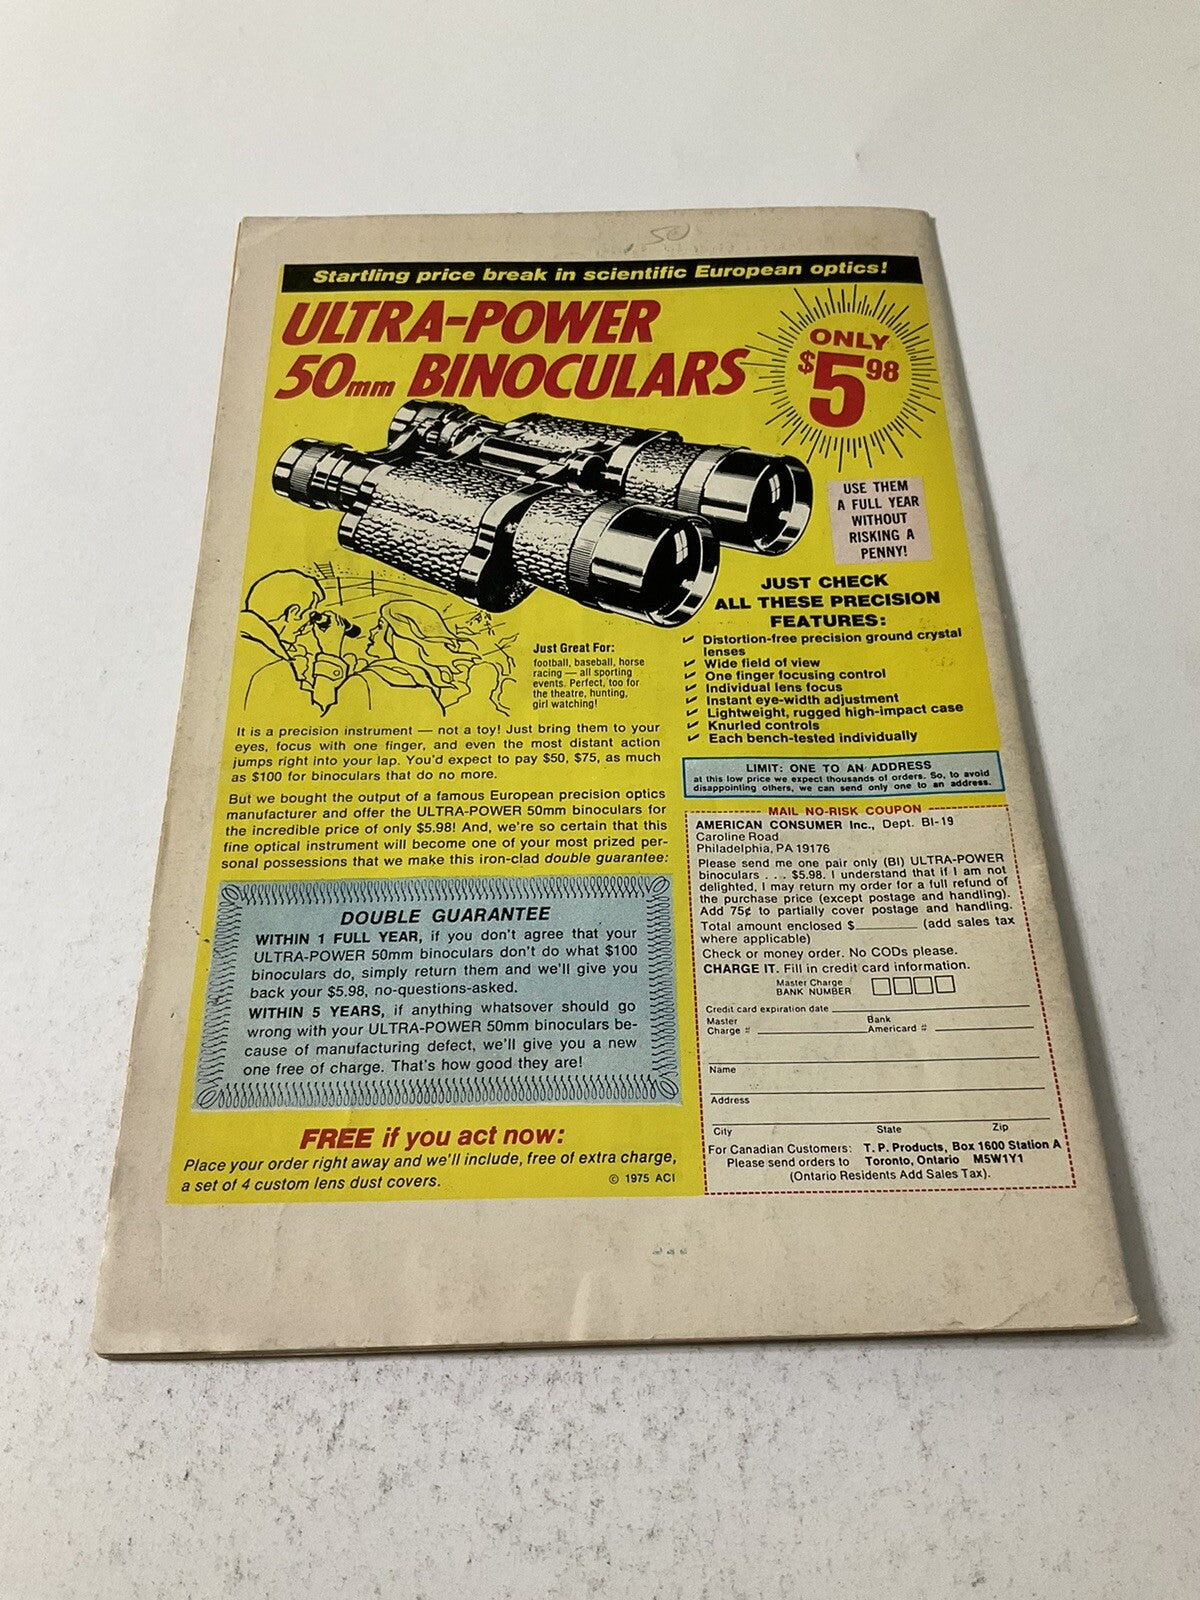 50
Startling price break in scientific European optics!
ULTRA-POWER
50mm BINOCULARS
ONLY
$5 98
USE THEM
A FULL YEAR
WITHOUT
RISKING A
PENNY!
JUST CHECK
ALL THESE PRECISION
FEATURES:
✓ Distortion-free precision ground crystal
lenses
✓ Wide field of view
✓ One finger focusing control
✓ Individual lens focus
✓ Instant eye-width adjustment
✓ Lightweight, rugged high-impact case
✓ Knurled controls
✓ Each bench-tested individually
Just Great For:
football, baseball, horse
racing — all sporting
events. Perfect, too for
the theatre, hunting,
girl watching!
It is a precision instrument — not a toy! Just bring them to your
eyes, focus with one finger, and even the most distant action
jumps right into your lap. You'd expect to pay $50, $75, as much
as $100 for binoculars that do no more.
But we bought the output of a famous European precision optics
manufacturer and offer the ULTRA-POWER 50mm binoculars for
the incredible price of only $5.98! And, we're so certain that this
fine optical instrument will become one of your most prized per-
sonal possessions that we make this iron-clad double guarantee:
DOUBLE GUARANTEE
WITHIN 1 FULL YEAR, if you don't agree that your
ULTRA-POWER 50mm binoculars don't do what $100
binoculars do, simply return them and we'll give you
back your $5.98, no-questions-asked.
WITHIN 5 YEARS, if anything whatsover should go
wrong with your ULTRA-POWER 50mm binoculars be-
cause of manufacturing defect, we'll give you a new
one free of charge. That's how good they are!
FREE if you act now:
Place your order right away and we'll include, free of extra charge,
a set of 4 custom lens dust covers.
© 1975 ACI
LIMIT: ONE TO AN ADDRESS
at this low price we expect thousands of orders. So, to avoid
disappointing others, we can send only one to an address.
MAIL NO-RISK COUPON
AMERICAN CONSUMER Inc., Dept. BI-19
Caroline Road
Philadelphia, PA 19176
Please send me one pair only (BI) ULTRA-POWER
binoculars . . . $5.98. I understand that if I am not
delighted, I may return my order for a full refund of
the purchase price (except postage and handling).
Add 75¢ to partially cover postage and handling.
Total amount enclosed $________ (add sales tax
where applicable)
Check or money order. No CODs please.
CHARGE IT. Fill in credit card information.
Master Charge
BANK NUMBER
Credit card expiration date
Master Charge #
Bank Americard #
Name
Address
City State Zip
For Canadian Customers: T. P. Products, Box 1600 Station A
Please send orders to Toronto, Ontario M5W1Y1
(Ontario Residents Add Sales Tax).